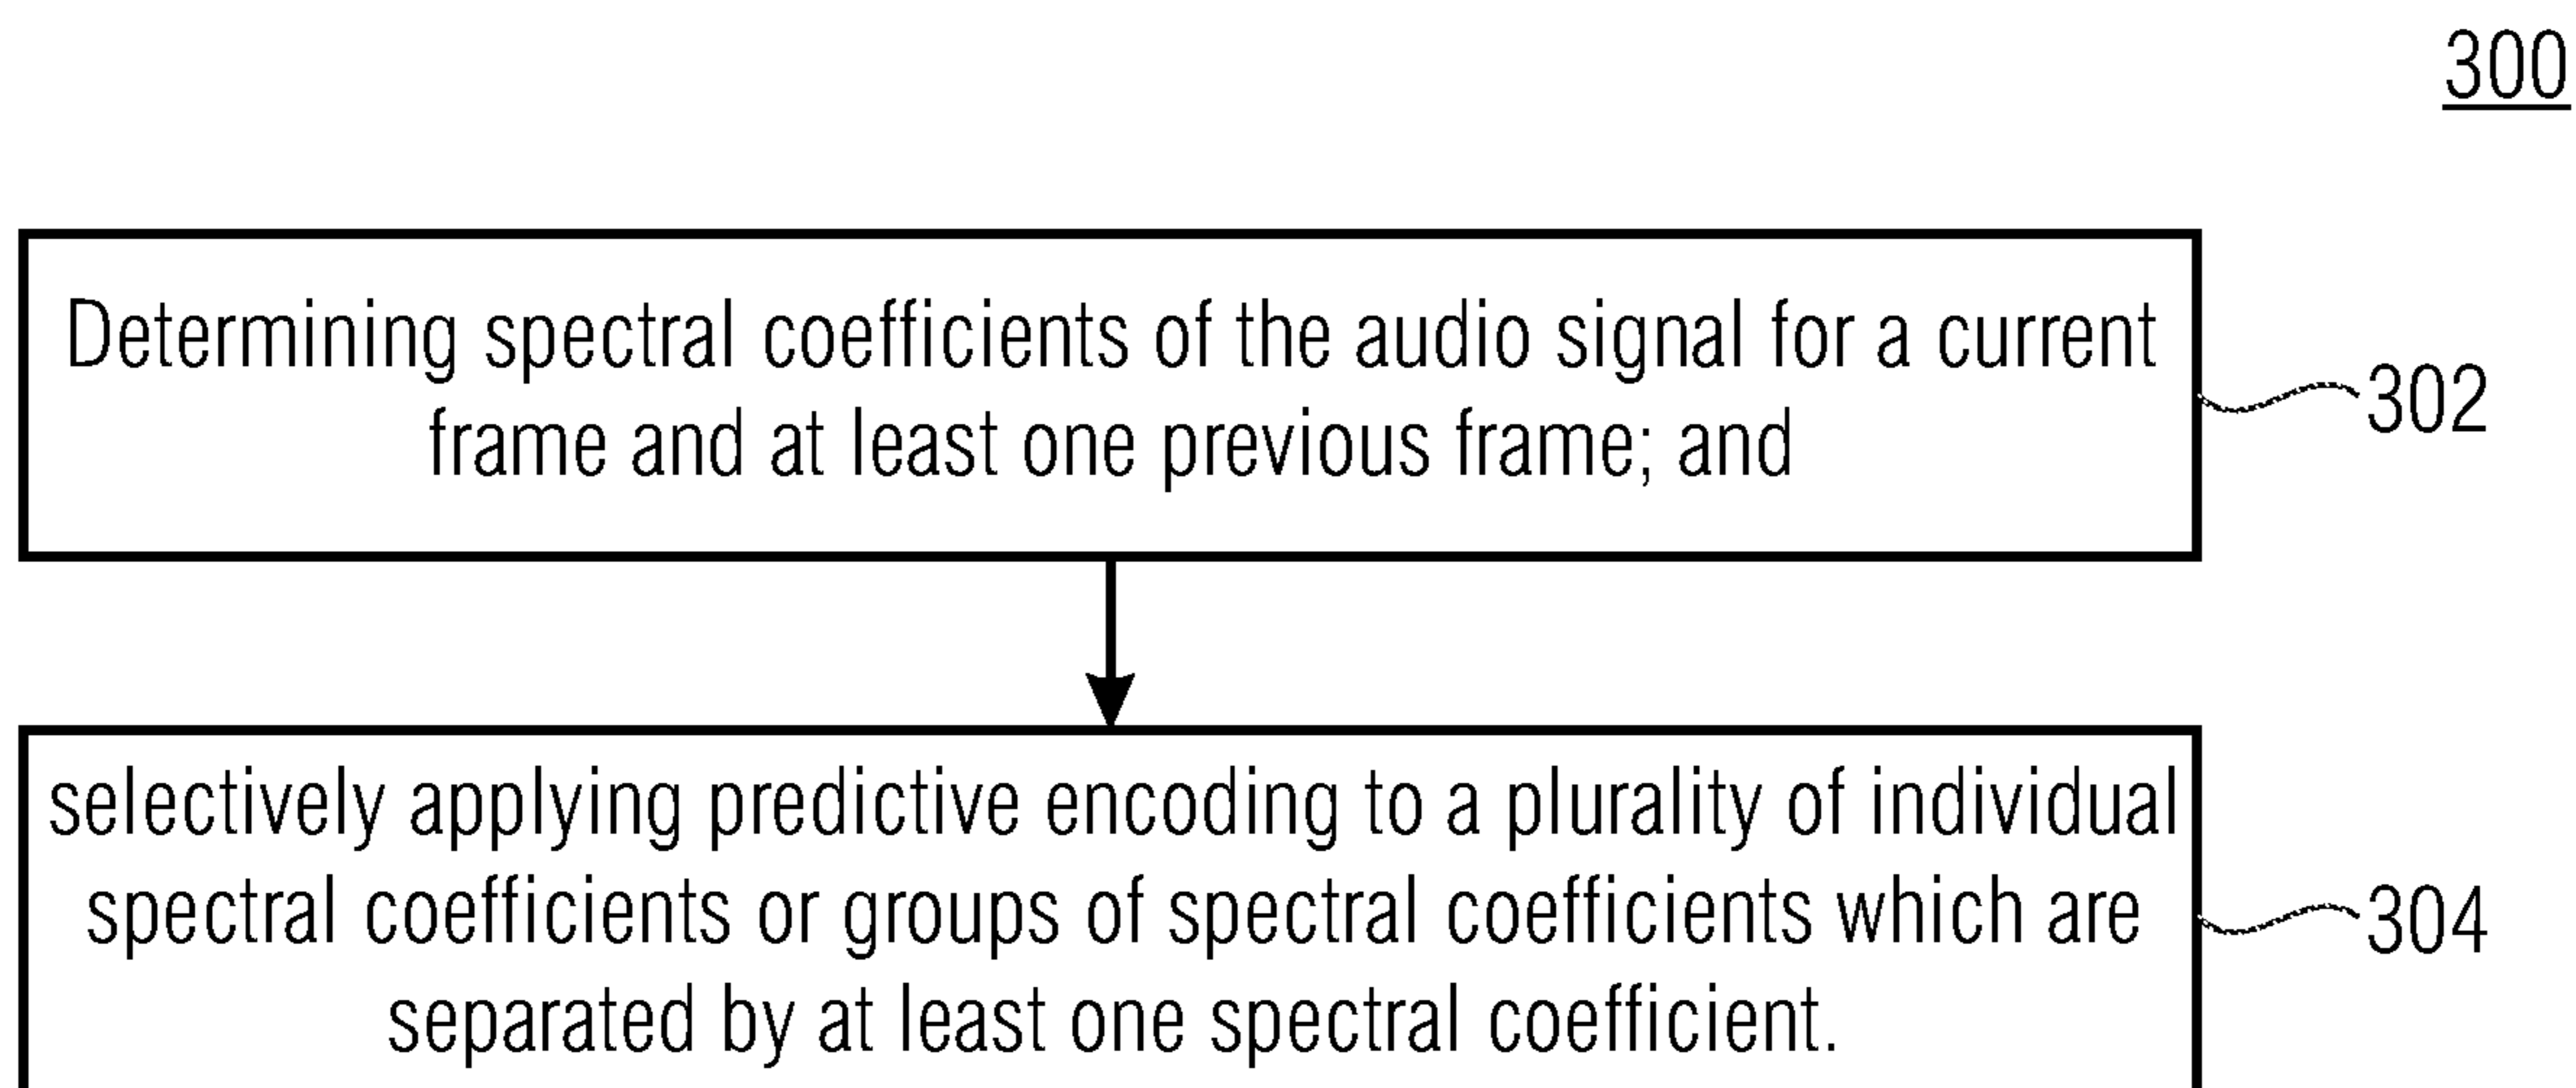 300
Determining spectral coefficients of the audio signal for a current
frame and at least one previous frame; and
302
selectively applying predictive encoding to a plurality of individual
spectral coefficients or groups of spectral coefficients which are
separated by at least one spectral coefficient.
304